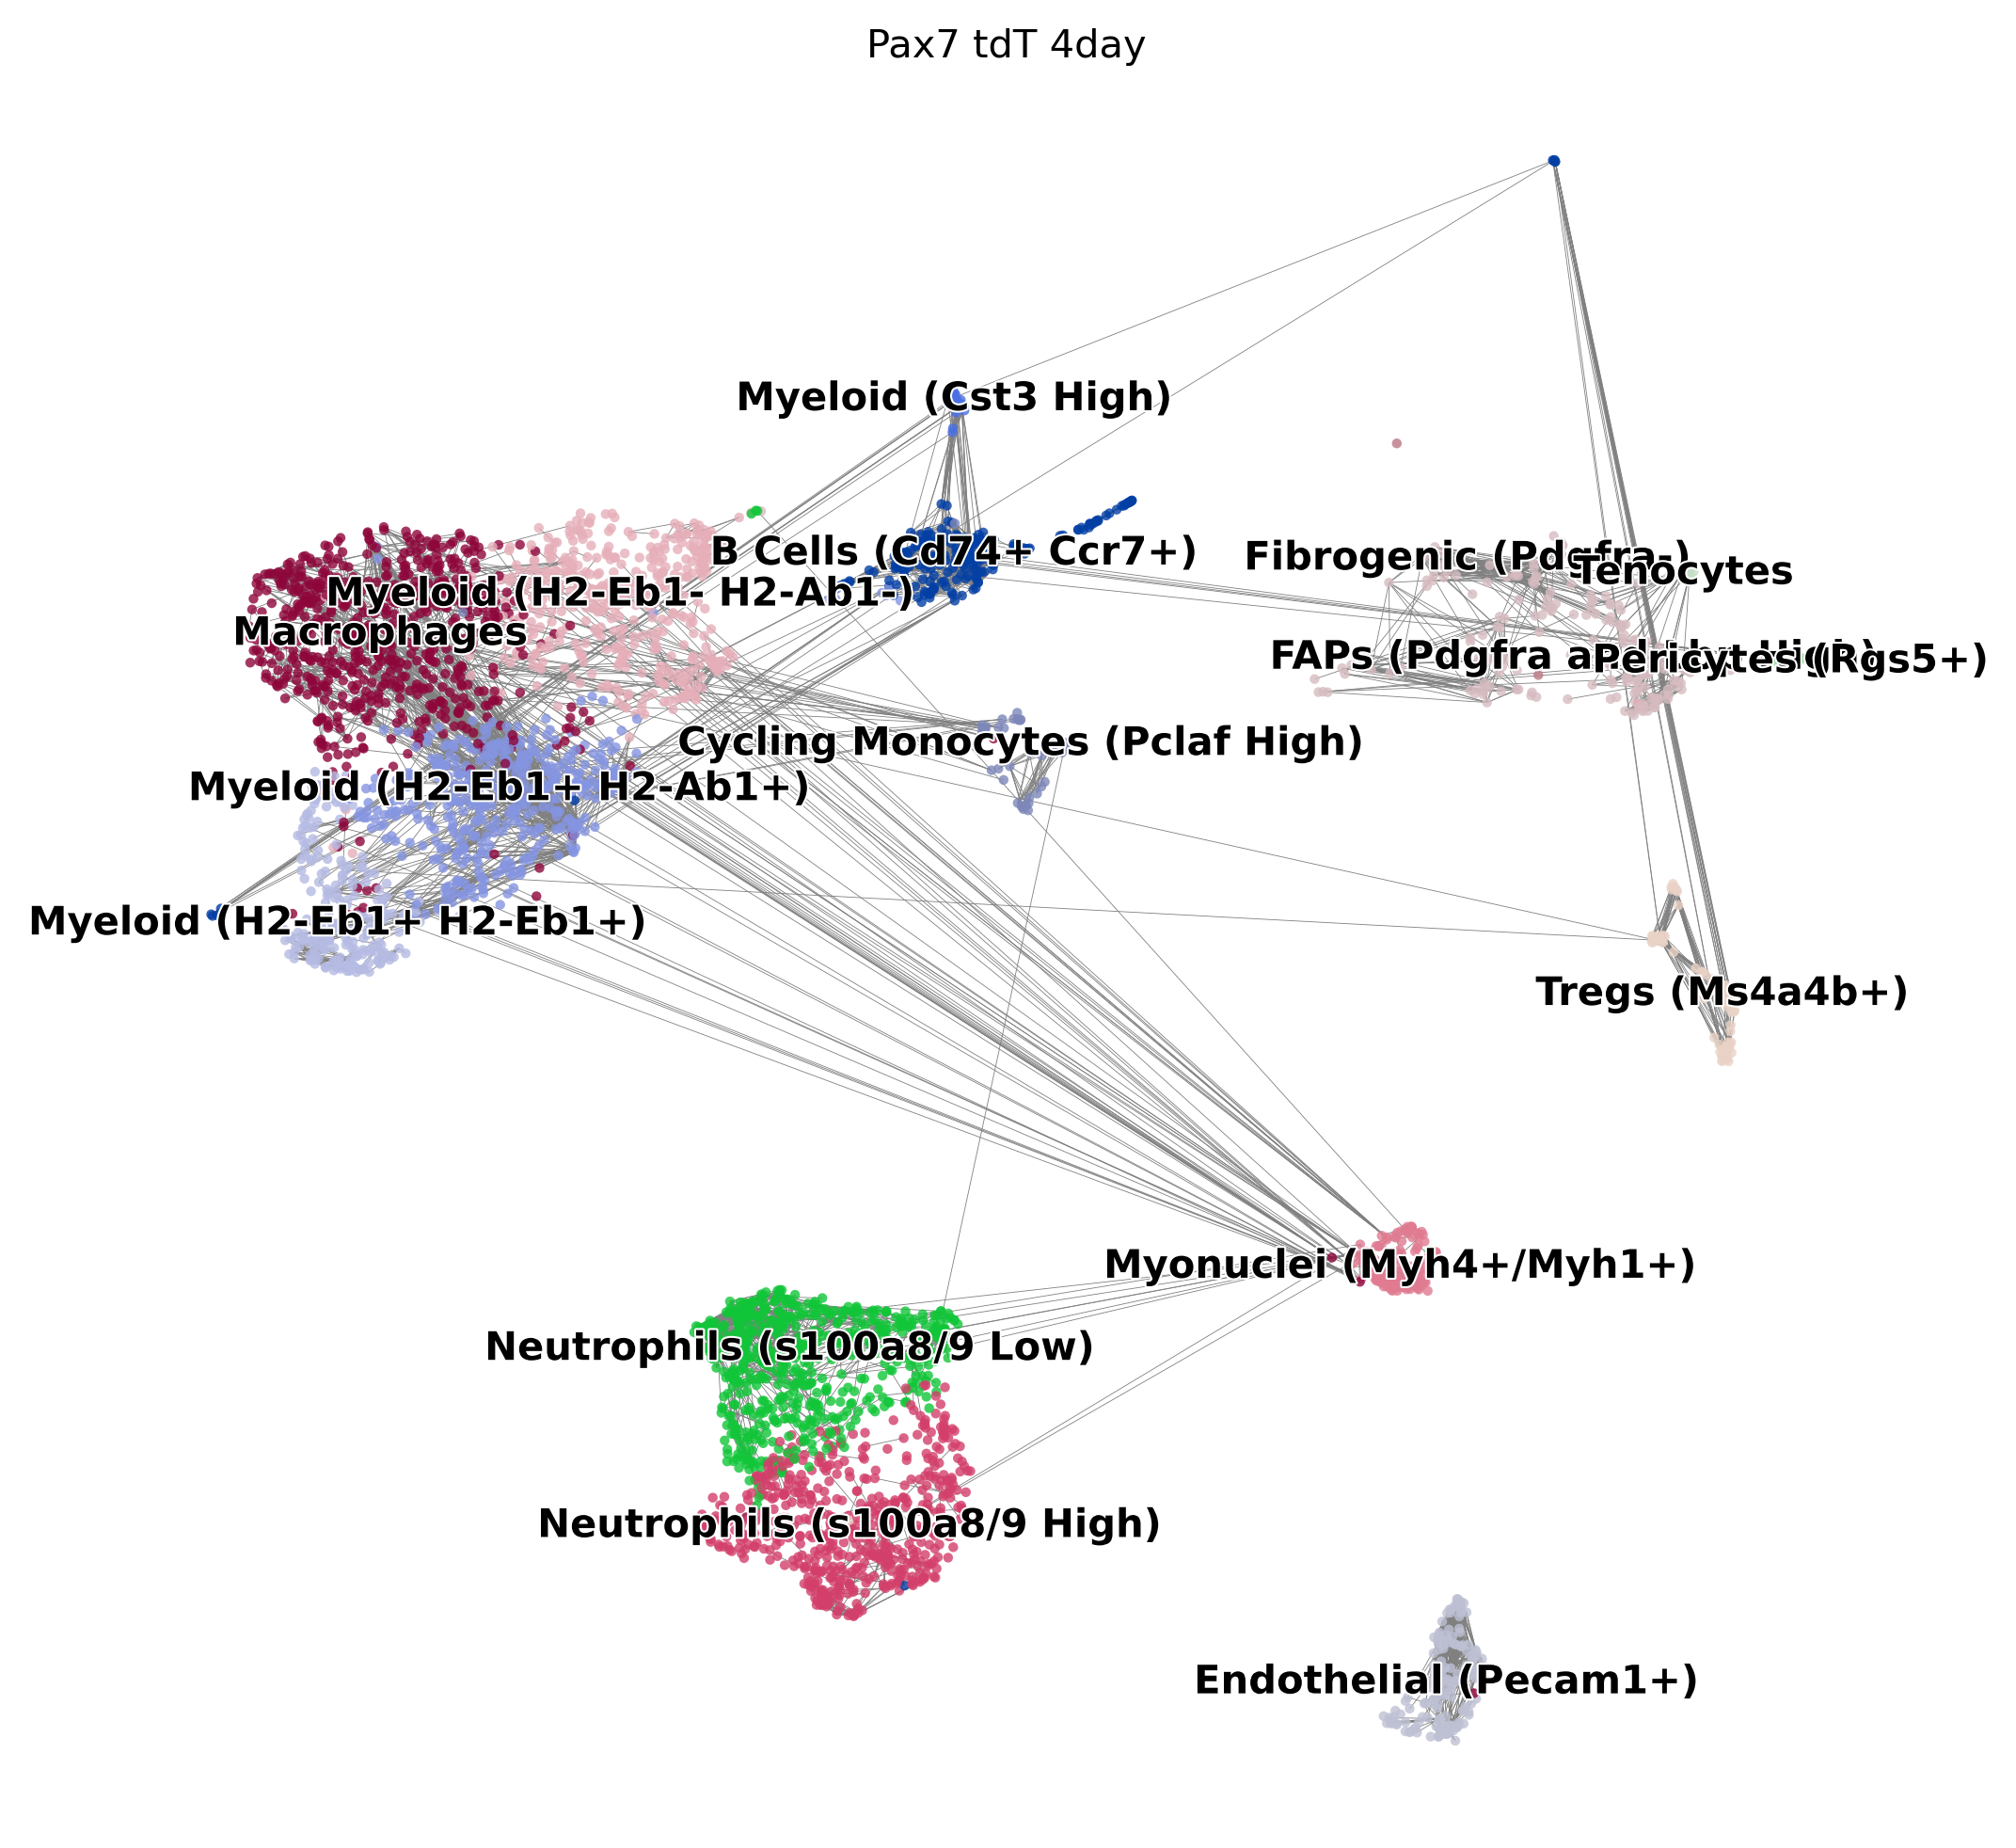 Pax7 tdT 4day
Myeloid (Cst3 High)
B Cells (Cd74+ Ccr7+)
Fibrogenic (Pdgfra-)
Tenocytes
Myeloid (H2-Eb1- H2-Ab1-)
Macrophages
FAPs (Pdgfra
Pericytes (Rgs5+)
Cycling Monocytes (Pclaf High)
Myeloid (H2-Eb1+ H2-Ab1+)
Myeloid (H2-Eb1+ H2-Eb1+)
Tregs (Ms4a4b+)
Myonuclei (Myh4+/Myh1+)
Neutrophils (s100a8/9 Low)
Neutrophils (s100a8/9 High)
Endothelial (Pecam1+)